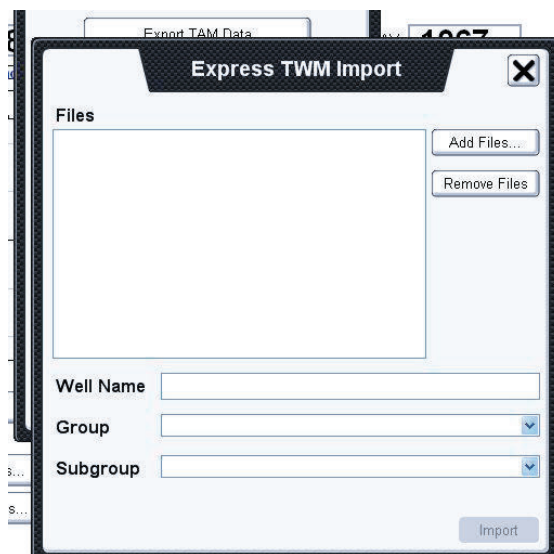 Export TAM Data
Express TWM Import
Files
Add Files...
Remove Files
Well Name
Group
Subgroup
s...
s...
Import